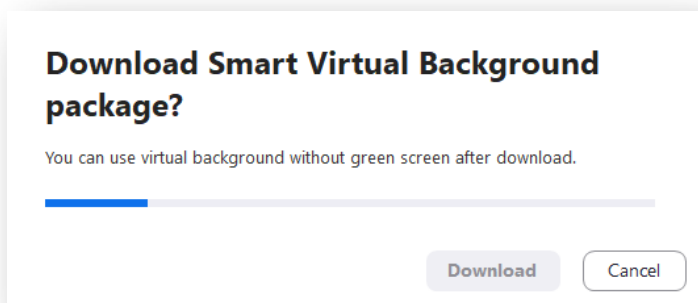 Download Smart Virtual Background
package?
You can use virtual background without green screen after download.
Download
Cancel